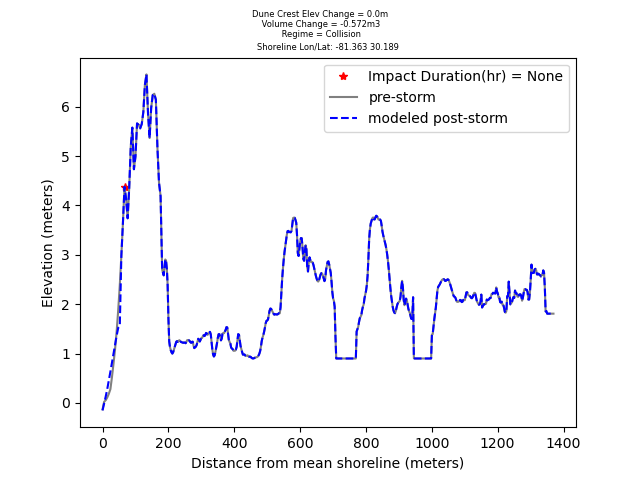 Dune Crest Elev Change = 0.0m
Volume Change = -0.572m3
Regime = Collision
Shoreline Lon/Lat: -81.363 30.189
Impact Duration(hr) = None
pre-storm
modeled post-storm
Elevation (meters)
6
5
4
3
2
1
0
0 200 400 600 800 1000 1200 1400
Distance from mean shoreline (meters)